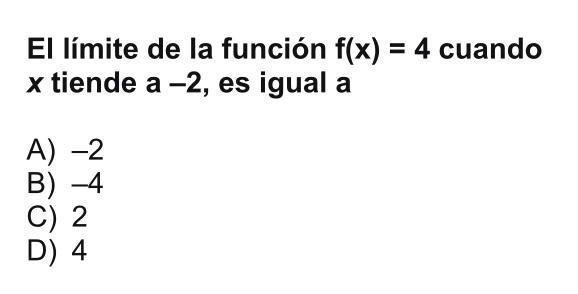 El límite de la función f(x) = 4 cuando
x tiende a –2, es igual a
A) –2
B) –4
C) 2
D) 4